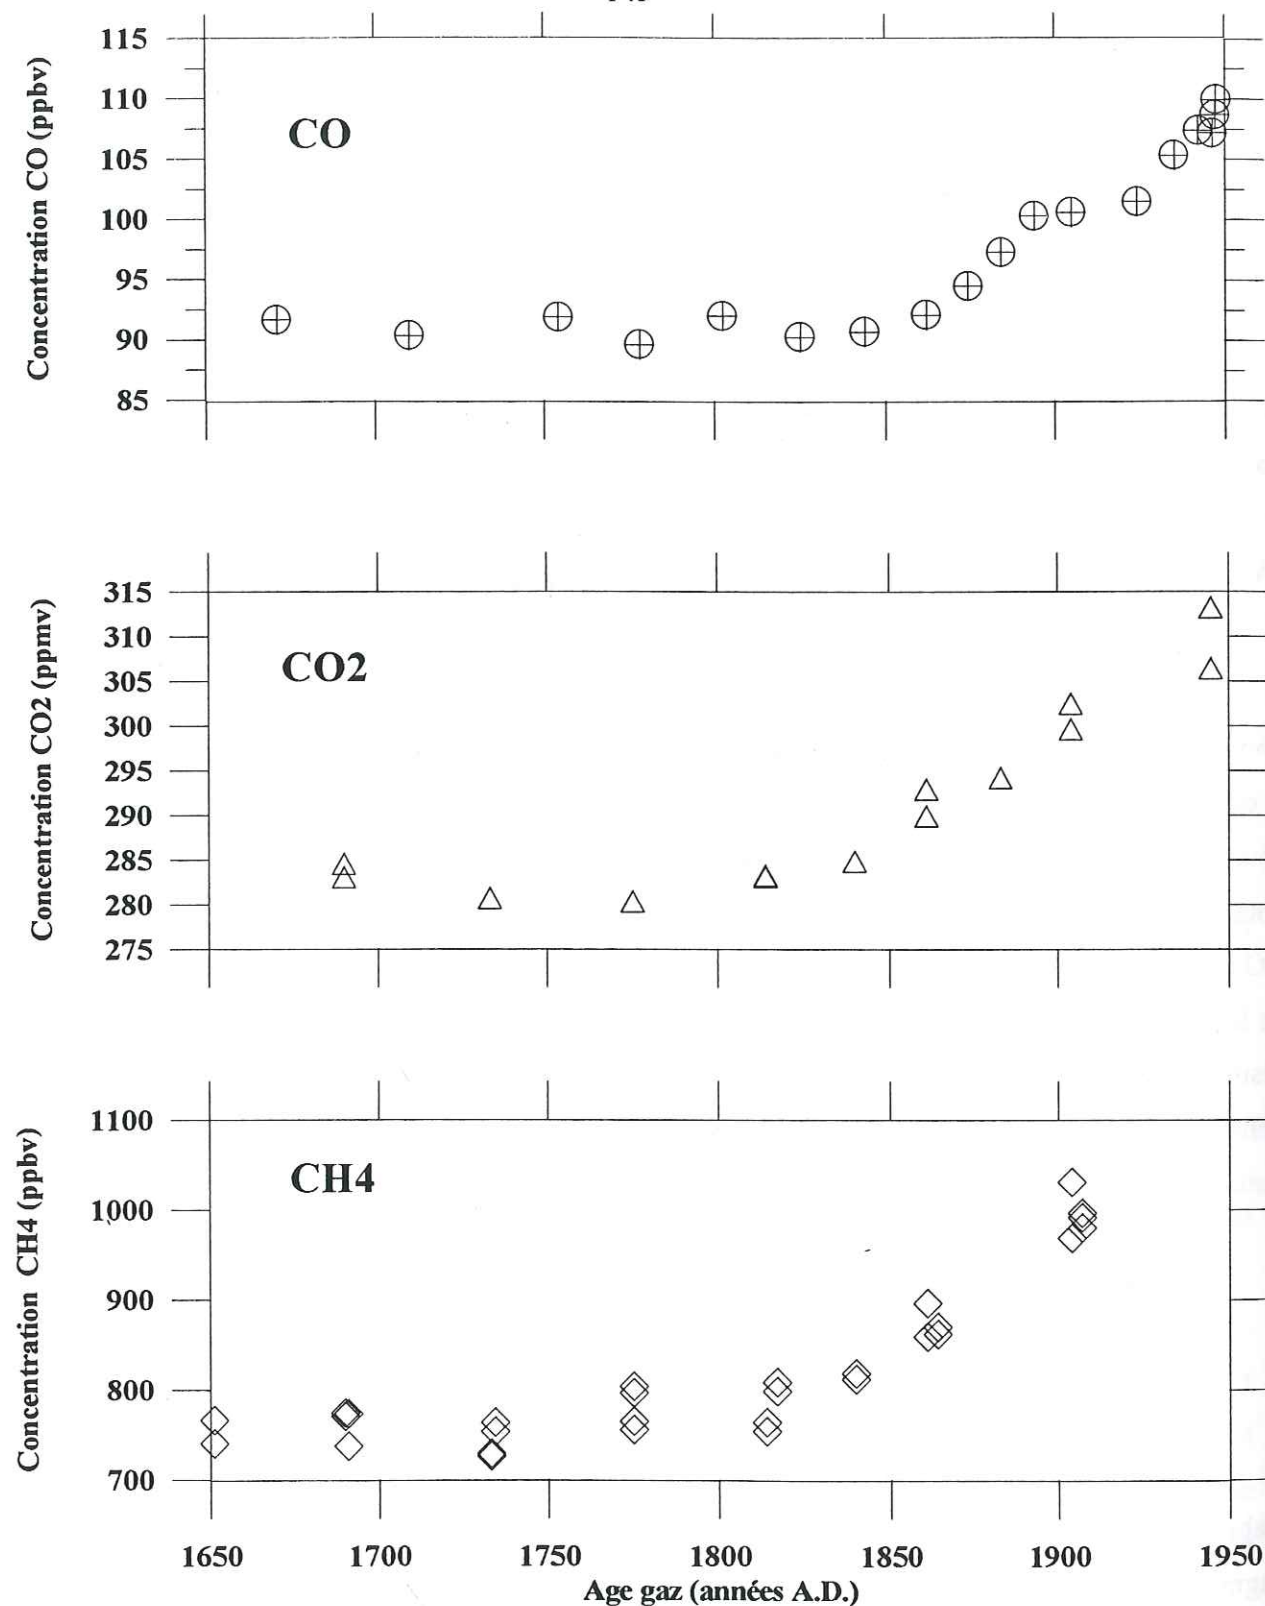 Concentration CO (ppbv)
115
110
105
100
95
90
85
CO
Concentration CO2 (ppmv)
315
310
305
300
295
290
285
280
275
CO2
Concentration CH4 (ppbv)
1100
1000
900
800
700
CH4
1650 1700 1750 1800 1850 1900 1950
Age gaz (années A.D.)